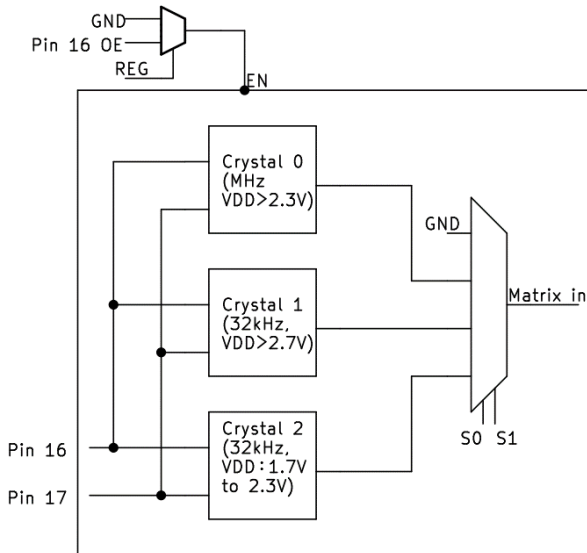 GND
Pin 16 OE
REG
EN
Crystal 0
(MHz
VDD>2.3V)
GND
Matrix in
Crystal 1
(32kHz,
VDD>2.7V)
Crystal 2
(32kHz,
VDD:1.7V
to 2.3V)
S0 S1
Pin 16
Pin 17